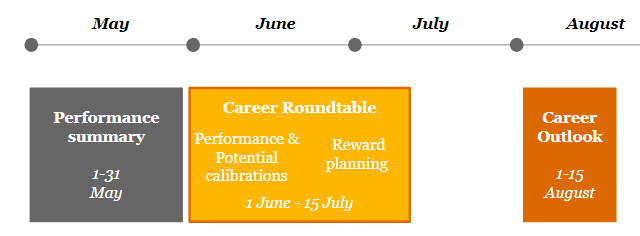 May June July August
Performance
summary
1-31
May
Career Roundtable
Performance &
Potential
calibrations
Reward
planning
1 June - 15 July
Career
Outlook
1-15
August